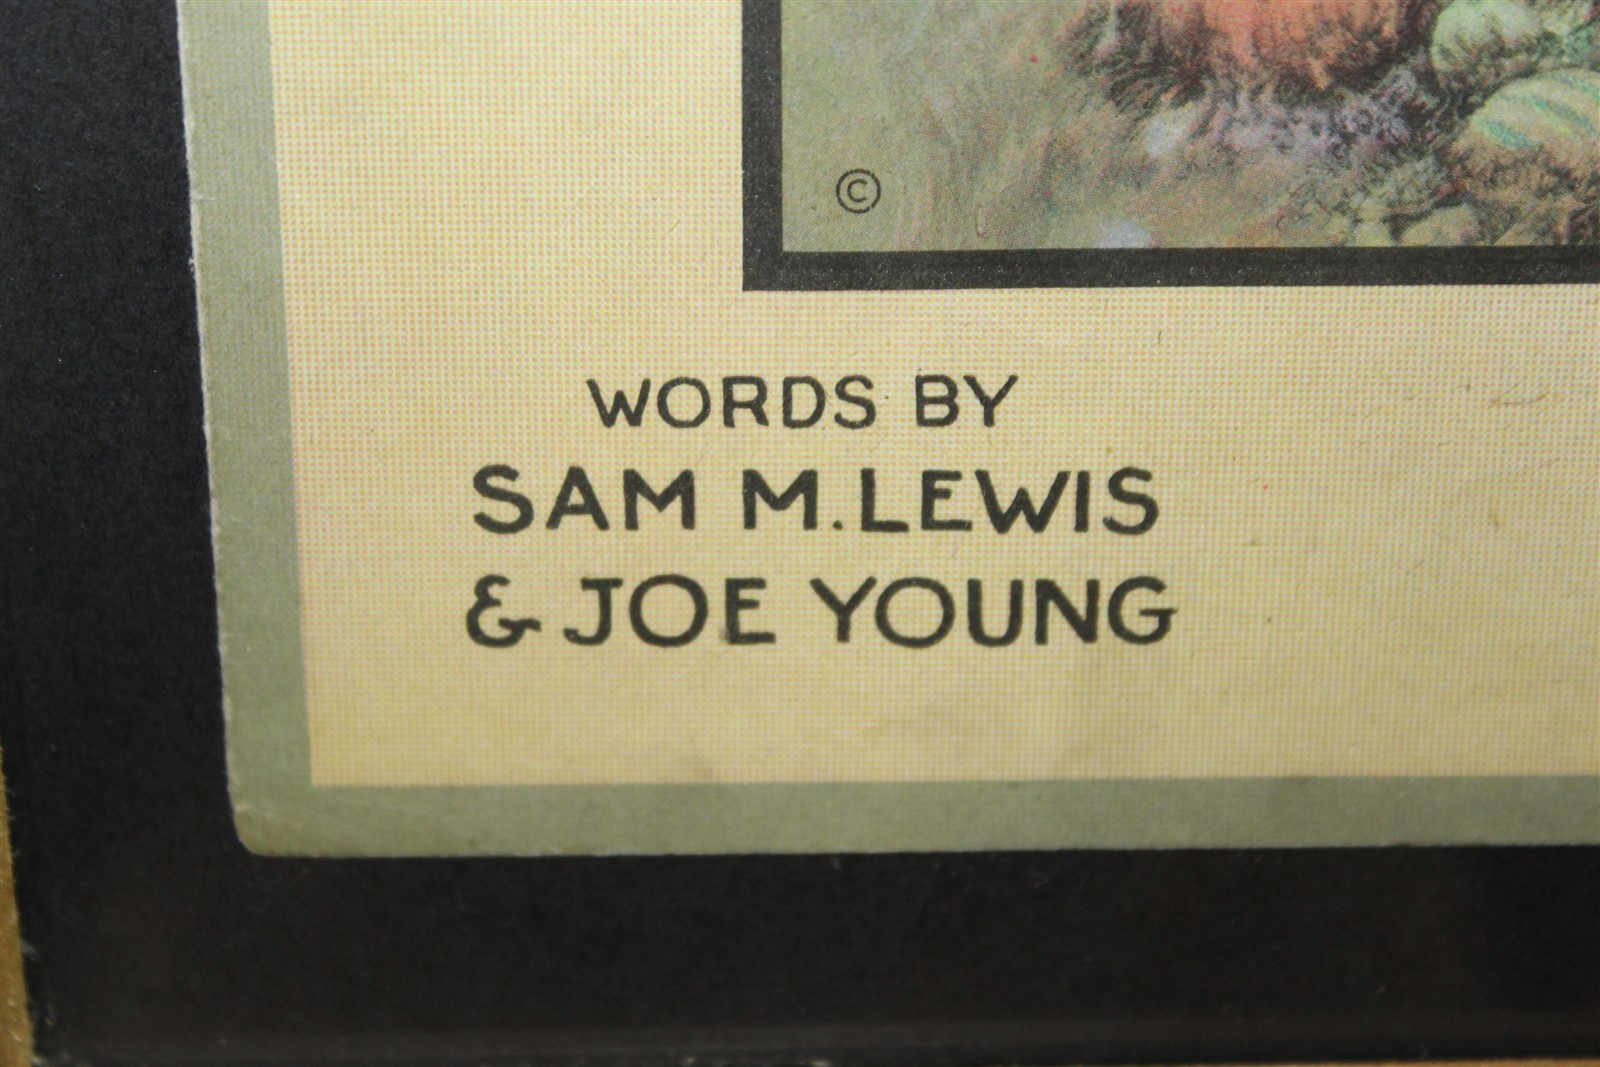 ©
WORDS BY
SAM M. LEWIS
& JOE YOUNG